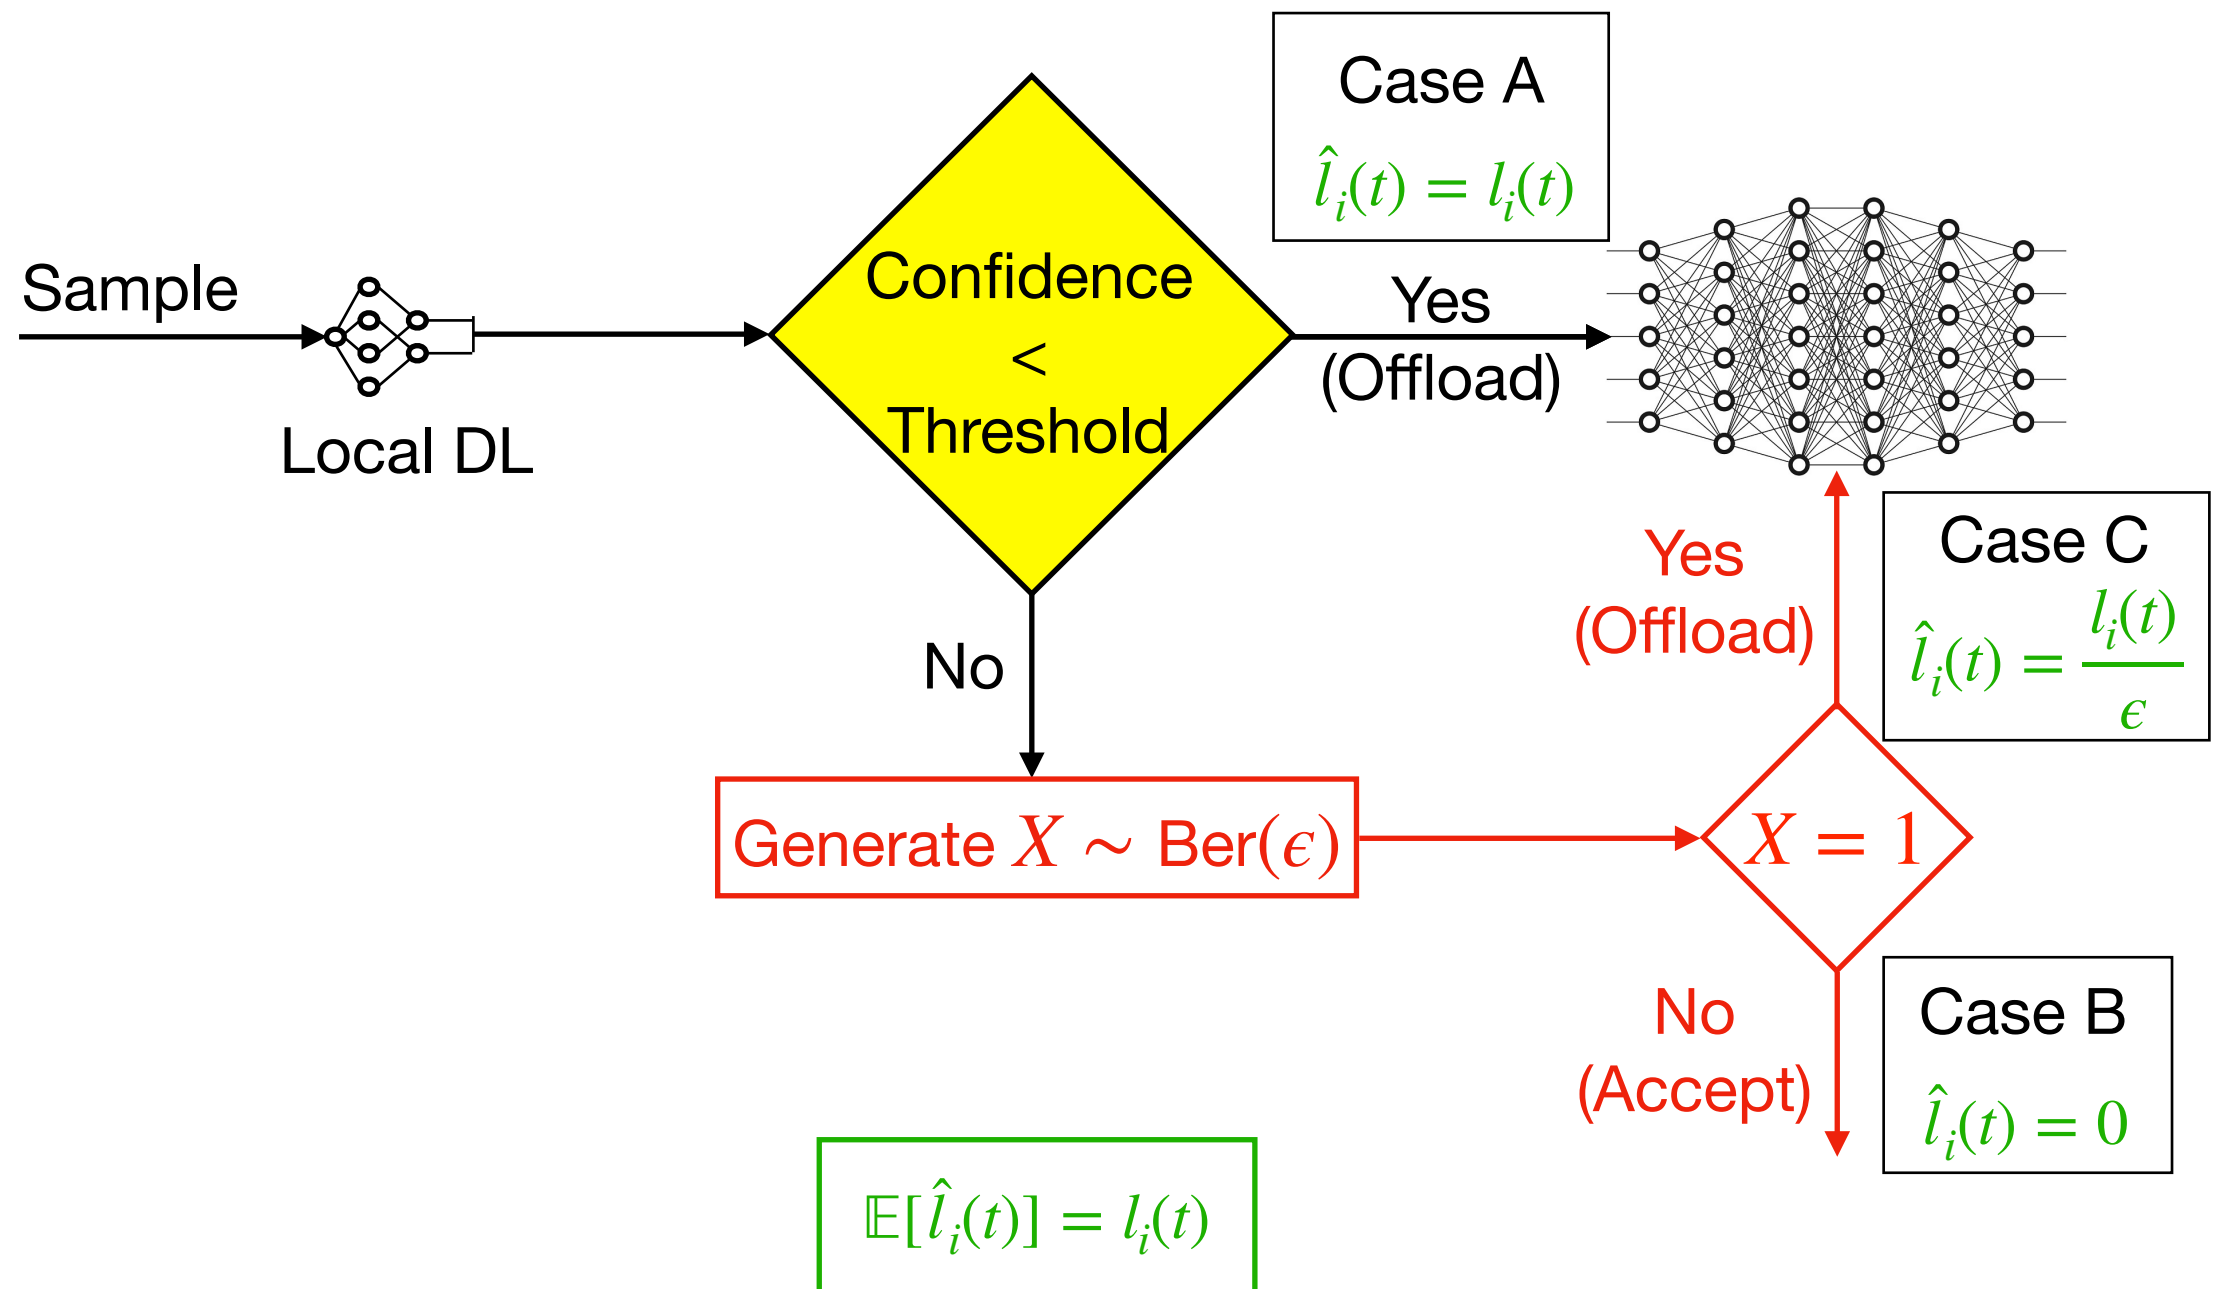 Sample
Local DL
Confidence
<
Threshold
Case A
l̂ᵢ(t) = lᵢ(t)
Yes
(Offload)
No
Generate X ∼ Ber(ϵ)
X = 1
Yes
(Offload)
Case C
l̂ᵢ(t) = lᵢ(t) / ϵ
No
(Accept)
Case B
l̂ᵢ(t) = 0
𝔼[l̂ᵢ(t)] = lᵢ(t)